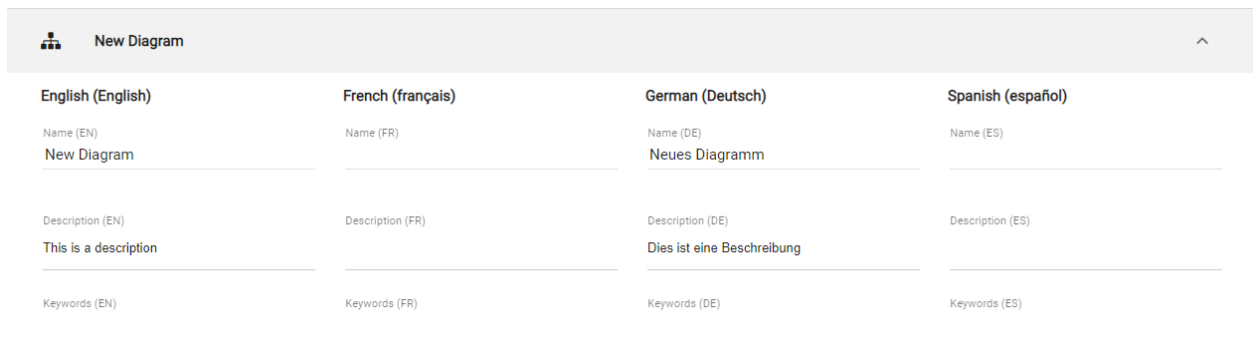 New Diagram
English (English) French (français) German (Deutsch) Spanish (español)
Name (EN) Name (FR) Name (DE) Name (ES)
New Diagram Neues Diagramm
Description (EN) Description (FR) Description (DE) Description (ES)
This is a description Dies ist eine Beschreibung
Keywords (EN) Keywords (FR) Keywords (DE) Keywords (ES)